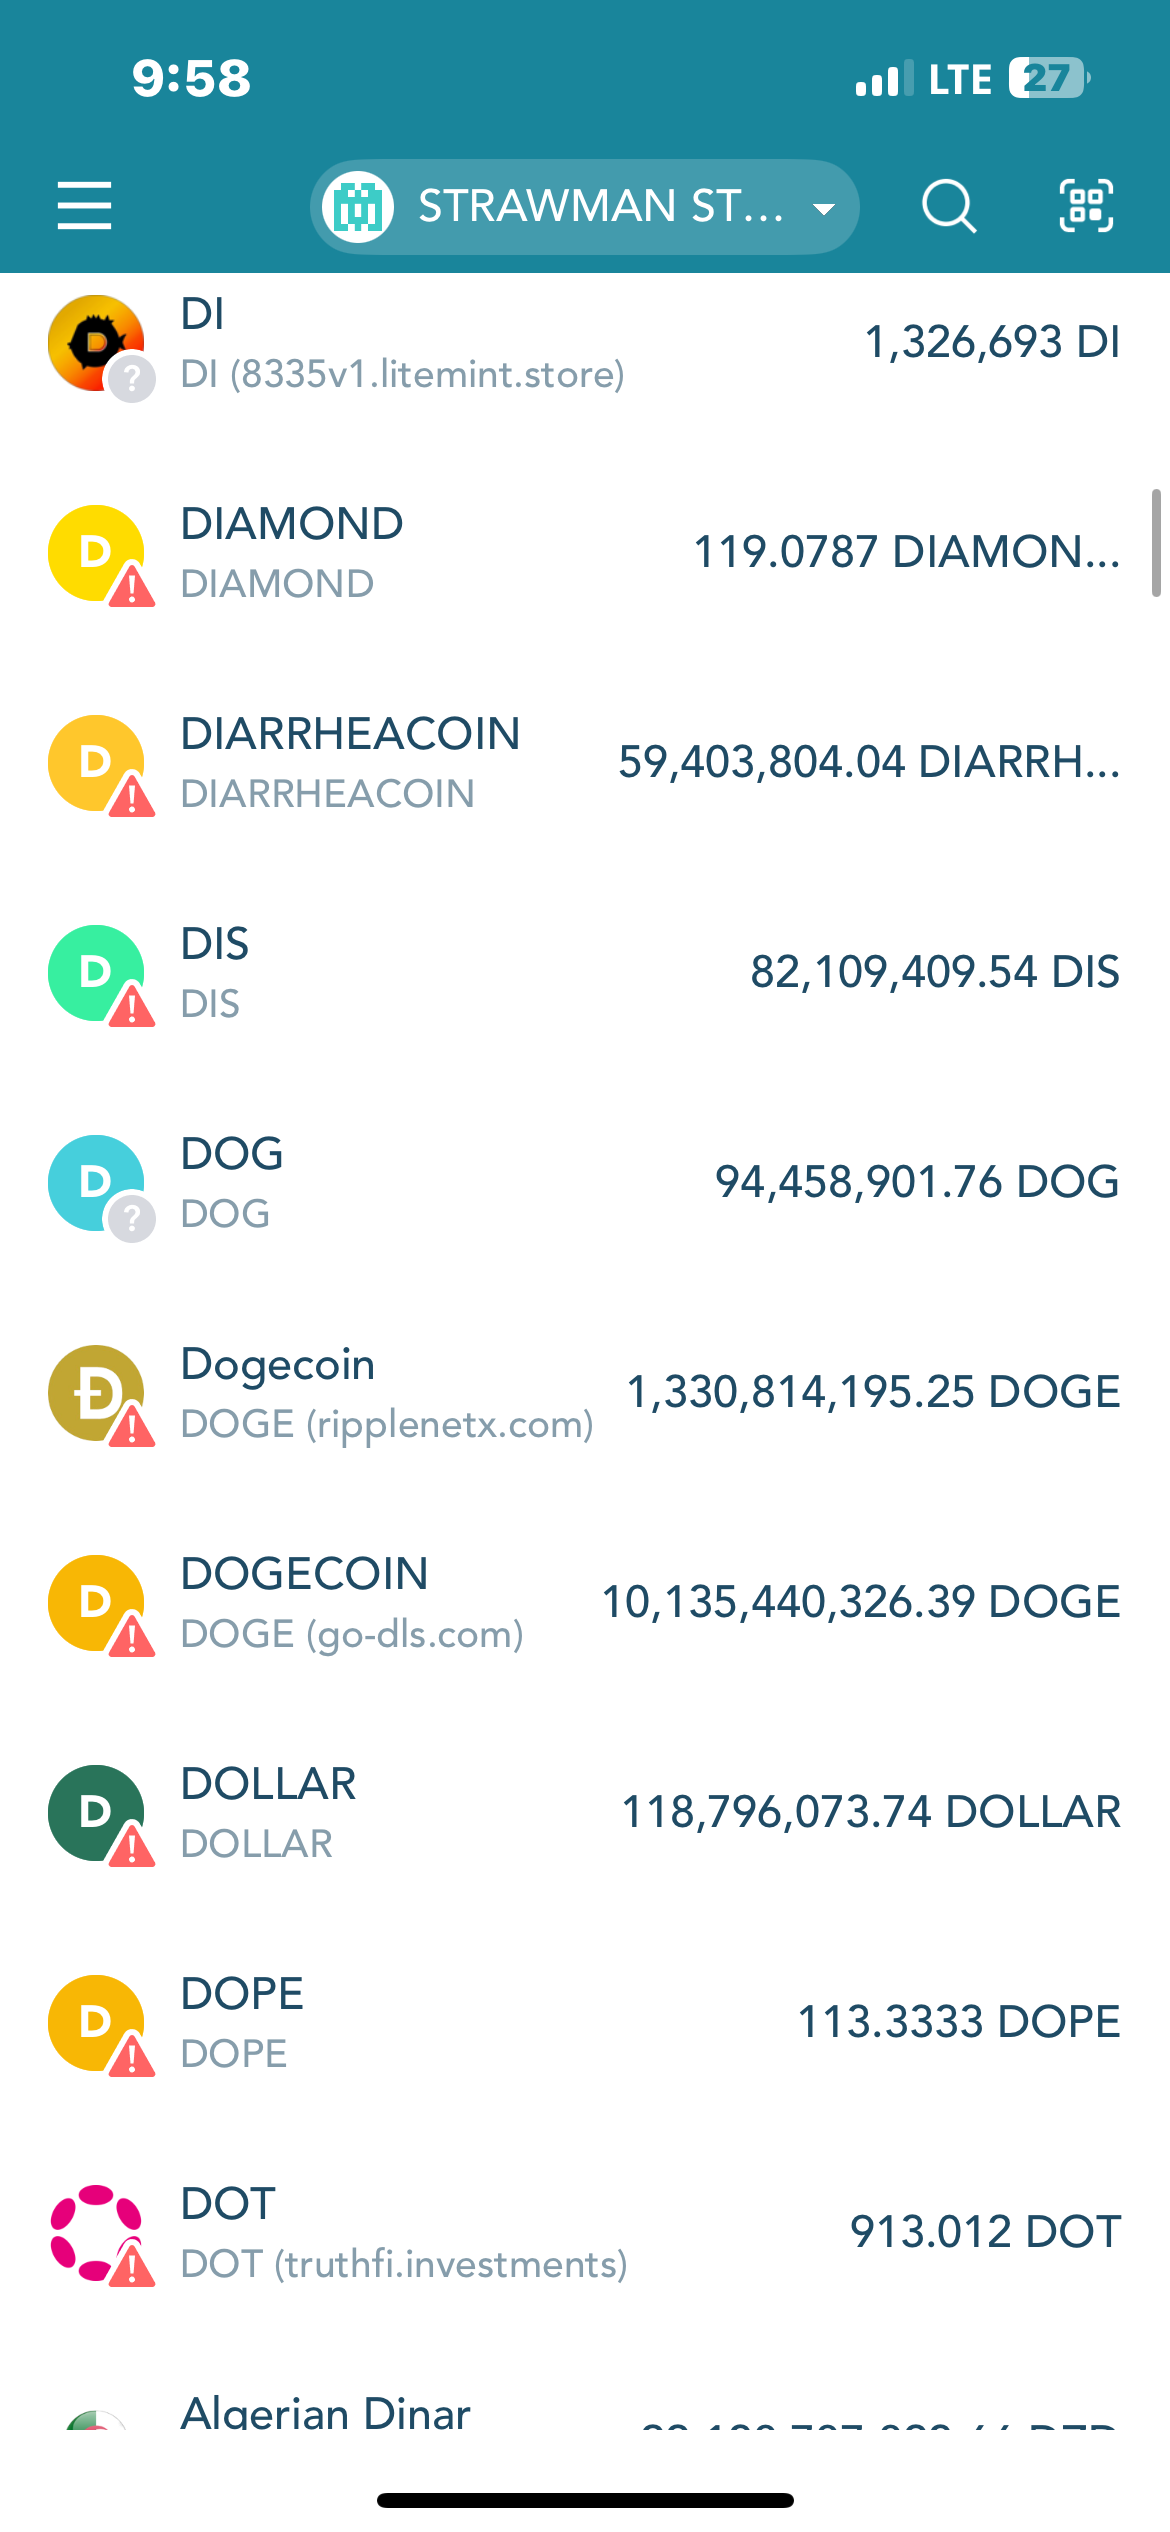 9:58
LTE 27
STRAWMAN ST...
DI
DI (8335v1.litemint.store)
1,326,693 DI
D
DIAMOND
DIAMOND
119.0787 DIAMON...
D
DIARRHEACOIN
DIARRHEACOIN
59,403,804.04 DIARRH...
D
DIS
DIS
82,109,409.54 DIS
D
?
DOG
DOG
94,458,901.76 DOG
Dogecoin
DOGE (ripplenetx.com)
1,330,814,195.25 DOGE
D
DOGECOIN
DOGE (go-dls.com)
10,135,440,326.39 DOGE
D
DOLLAR
DOLLAR
118,796,073.74 DOLLAR
D
DOPE
DOPE
113.3333 DOPE
DOT
DOT (truthfi.investments)
913.012 DOT
Algerian Dinar